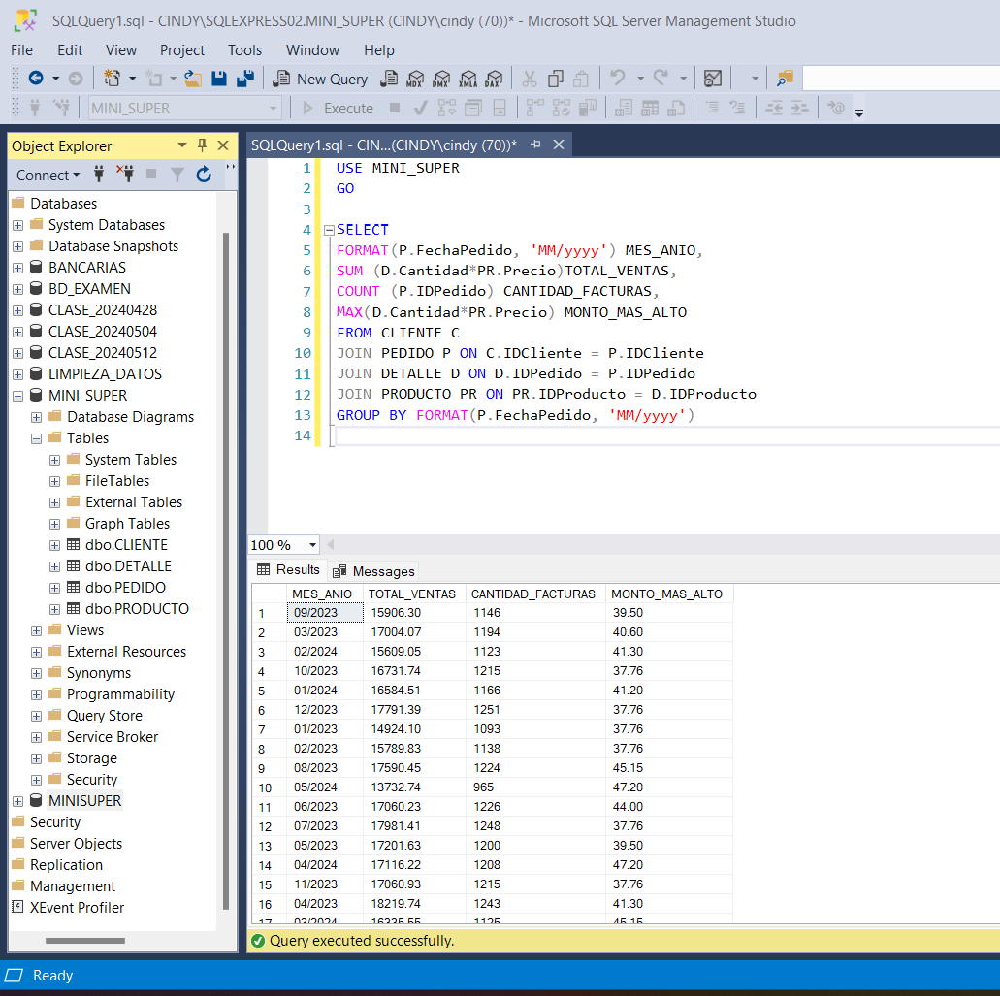 SQLQuery1.sql - CINDY\SQLEXPRESS02.MINI_SUPER (CINDY\cindy (70))* - Microsoft SQL Server Management Studio
File Edit View Project Tools Window Help
New Query MDX DMX XMLA DAX
MINI_SUPER Execute
Object Explorer
Connect
Databases
System Databases
Database Snapshots
BANCARIAS
BD_EXAMEN
CLASE_20240428
CLASE_20240504
CLASE_20240512
LIMPIEZA_DATOS
MINI_SUPER
Database Diagrams
Tables
System Tables
FileTables
External Tables
Graph Tables
dbo.CLIENTE
dbo.DETALLE
dbo.PEDIDO
dbo.PRODUCTO
Views
External Resources
Synonyms
Programmability
Query Store
Service Broker
Storage
Security
MINISUPER
Security
Server Objects
Replication
Management
XEvent Profiler
SQLQuery1.sql - CIN...(CINDY\cindy (70))*
1 USE MINI_SUPER
2 GO
3
4 SELECT
5 FORMAT(P.FechaPedido, 'MM/yyyy') MES_ANIO,
6 SUM (D.Cantidad*PR.Precio)TOTAL_VENTAS,
7 COUNT (P.IDPedido) CANTIDAD_FACTURAS,
8 MAX(D.Cantidad*PR.Precio) MONTO_MAS_ALTO
9 FROM CLIENTE C
10 JOIN PEDIDO P ON C.IDCliente = P.IDCliente
11 JOIN DETALLE D ON D.IDPedido = P.IDPedido
12 JOIN PRODUCTO PR ON PR.IDProducto = D.IDProducto
13 GROUP BY FORMAT(P.FechaPedido, 'MM/yyyy')
14
100 %
Results Messages
MES_ANIO TOTAL_VENTAS CANTIDAD_FACTURAS MONTO_MAS_ALTO
1 09/2023 15906.30 1146 39.50
2 03/2023 17004.07 1194 40.60
3 02/2024 15609.05 1123 41.30
4 10/2023 16731.74 1215 37.76
5 01/2024 16584.51 1166 41.20
6 12/2023 17791.39 1251 37.76
7 01/2023 14924.10 1093 37.76
8 02/2023 15789.83 1138 37.76
9 08/2023 17590.45 1224 45.15
10 05/2024 13732.74 965 47.20
11 06/2023 17060.23 1226 44.00
12 07/2023 17981.41 1248 37.76
13 05/2023 17201.63 1200 39.50
14 04/2024 17116.22 1208 47.20
15 11/2023 17060.93 1215 37.76
16 04/2023 18219.74 1243 41.30
17 03/2024 16335.55 1125 45.15
Query executed successfully.
Ready